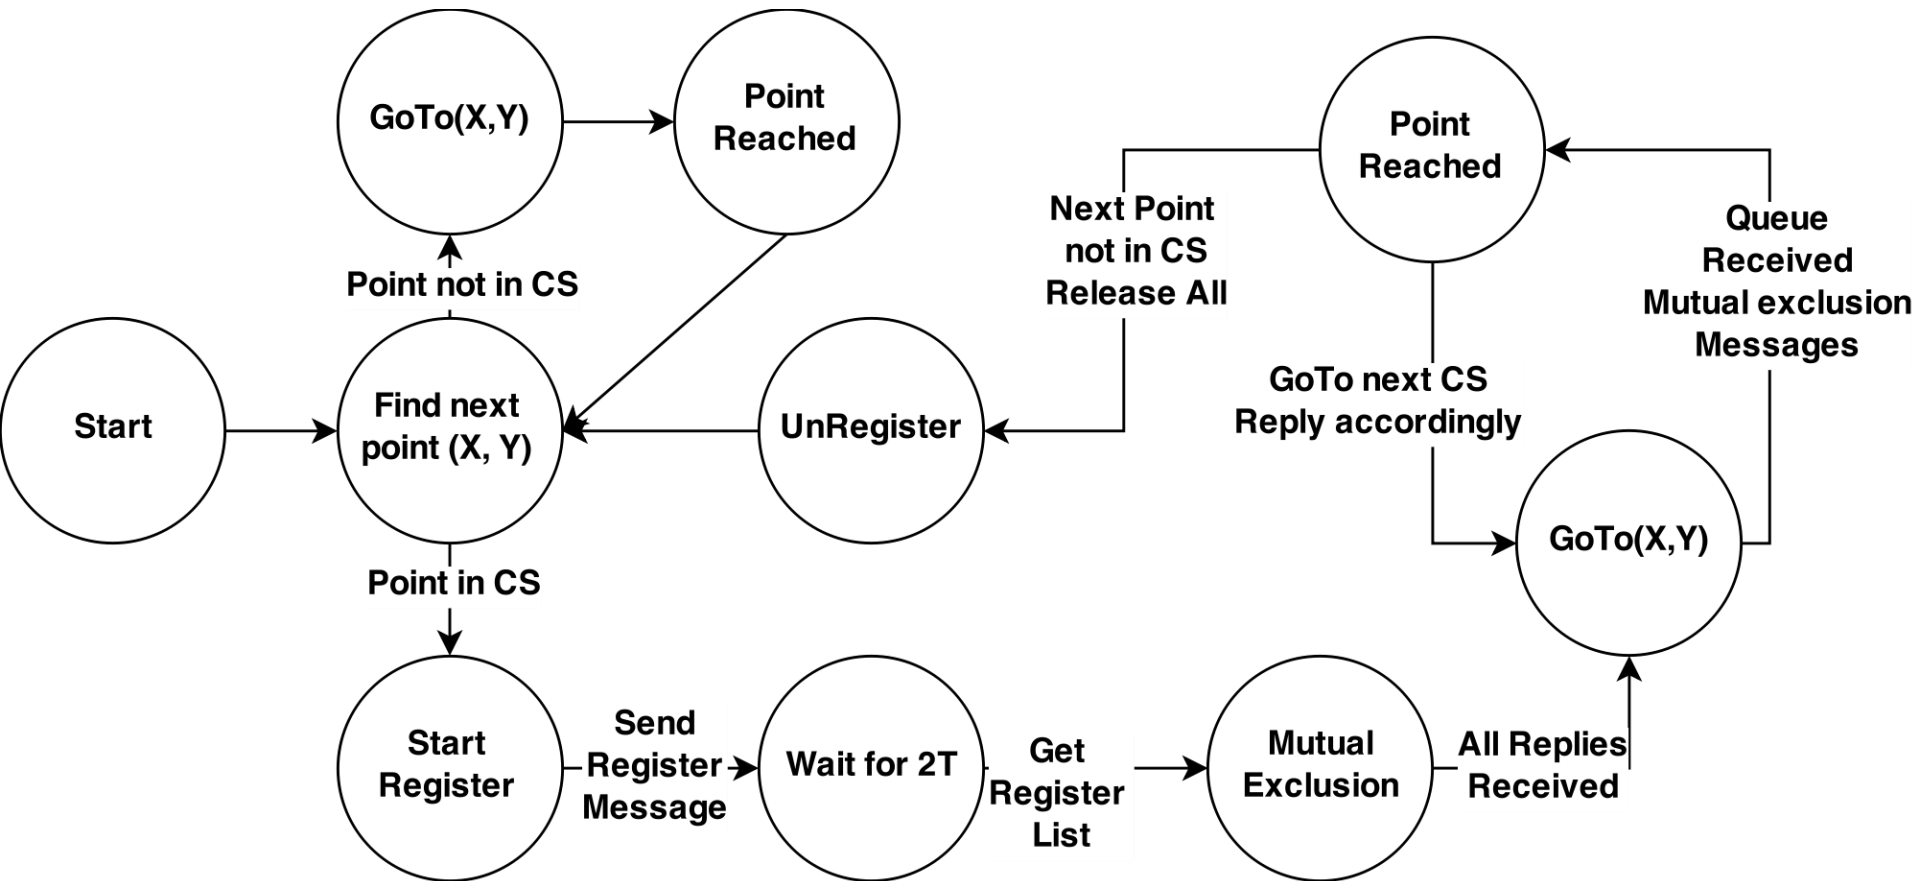 GoTo(X,Y)
Point
Reached
Point
Reached
Next Point
not in CS
Release All
Queue
Received
Mutual exclusion
Messages
Point not in CS
Start
Find next
point (X, Y)
UnRegister
GoTo next CS
Reply accordingly
GoTo(X,Y)
Point in CS
Start
Register
Send
Register
Message
Wait for 2T
Get
Register
List
Mutual
Exclusion
All Replies
Received